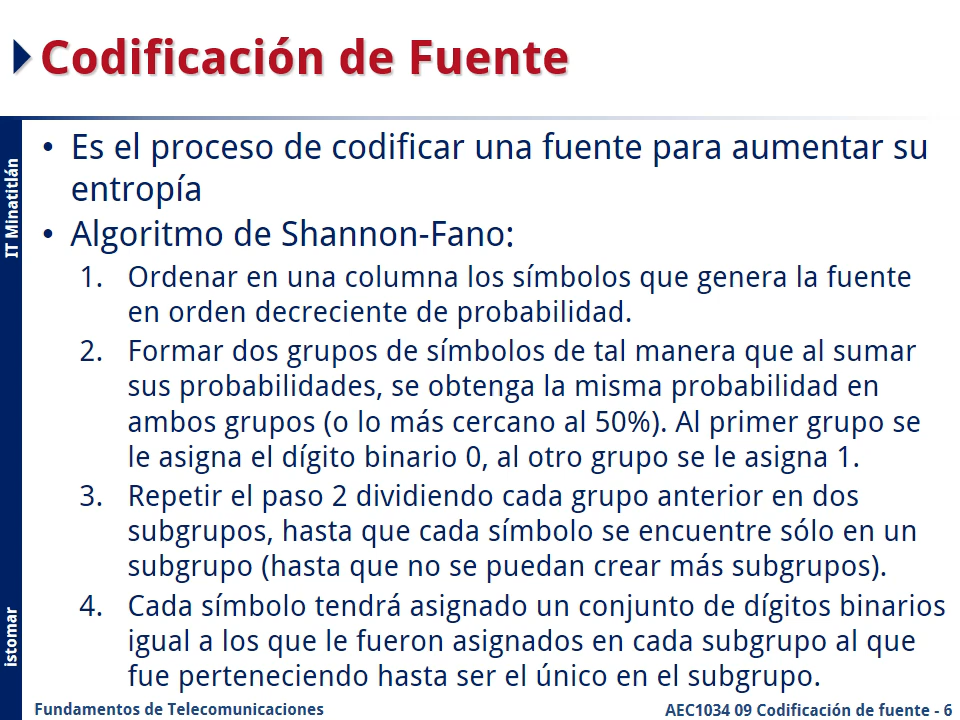 Codificación de Fuente
• Es el proceso de codificar una fuente para aumentar su
entropía
• Algoritmo de Shannon-Fano:
1. Ordenar en una columna los símbolos que genera la fuente
en orden decreciente de probabilidad.
2. Formar dos grupos de símbolos de tal manera que al sumar
sus probabilidades, se obtenga la misma probabilidad en
ambos grupos (o lo más cercano al 50%). Al primer grupo se
le asigna el dígito binario 0, al otro grupo se le asigna 1.
3. Repetir el paso 2 dividiendo cada grupo anterior en dos
subgrupos, hasta que cada símbolo se encuentre sólo en un
subgrupo (hasta que no se puedan crear más subgrupos).
4. Cada símbolo tendrá asignado un conjunto de dígitos binarios
igual a los que le fueron asignados en cada subgrupo al que
fue perteneciendo hasta ser el único en el subgrupo.
IT Minatitlán
istomar
Fundamentos de Telecomunicaciones
AEC1034 09 Codificación de fuente - 6